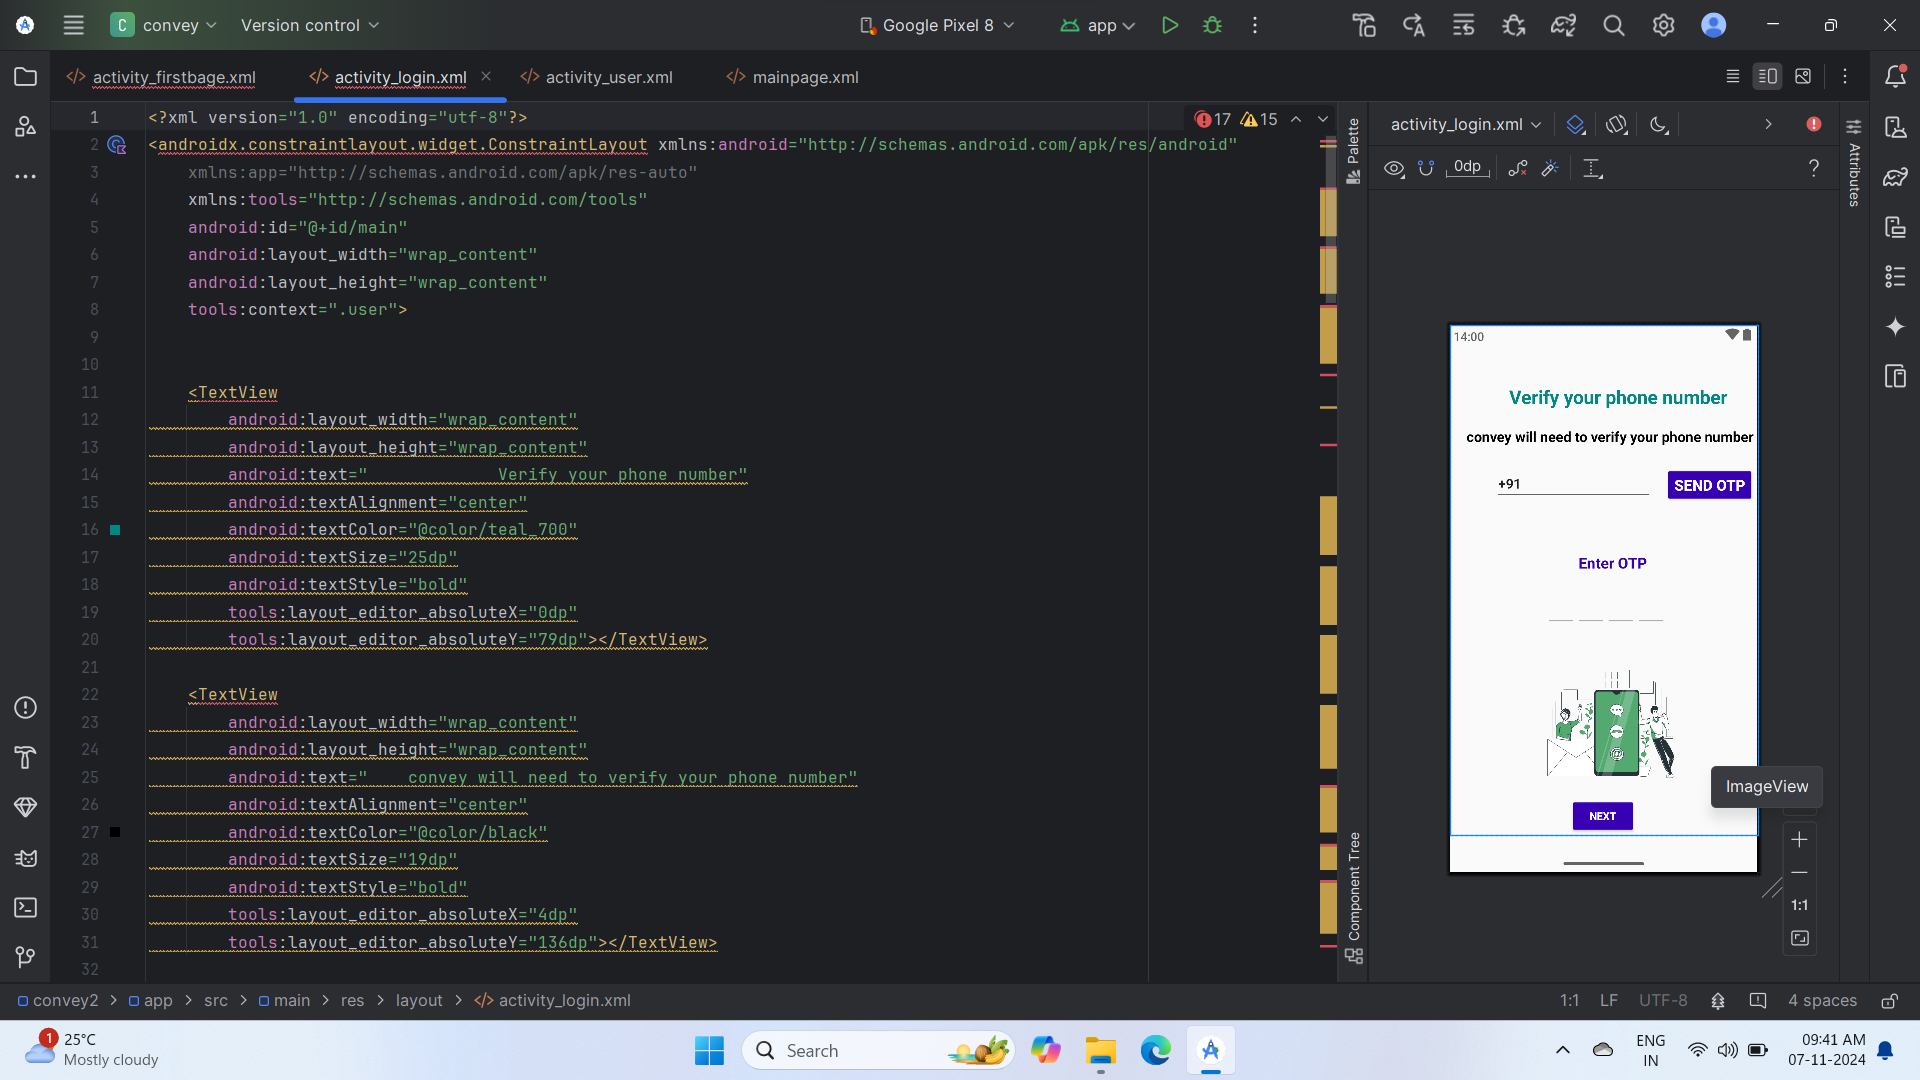 C convey Version control Google Pixel 8 app
activity_firstbage.xml activity_login.xml activity_user.xml mainpage.xml
1 <?xml version="1.0" encoding="utf-8"?>
17 15
2 <androidx.constraintlayout.widget.ConstraintLayout xmlns:android="http://schemas.android.com/apk/res/android"
3 xmlns:app="http://schemas.android.com/apk/res-auto"
4 xmlns:tools="http://schemas.android.com/tools"
5 android:id="@+id/main"
6 android:layout_width="wrap_content"
7 android:layout_height="wrap_content"
8 tools:context=".user">
9
10
11 <TextView
12 android:layout_width="wrap_content"
13 android:layout_height="wrap_content"
14 android:text="             Verify your phone number"
15 android:textAlignment="center"
16 android:textColor="@color/teal_700"
17 android:textSize="25dp"
18 android:textStyle="bold"
19 tools:layout_editor_absoluteX="0dp"
20 tools:layout_editor_absoluteY="79dp"></TextView>
21
22 <TextView
23 android:layout_width="wrap_content"
24 android:layout_height="wrap_content"
25 android:text="    convey will need to verify your phone number"
26 android:textAlignment="center"
27 android:textColor="@color/black"
28 android:textSize="19dp"
29 android:textStyle="bold"
30 tools:layout_editor_absoluteX="4dp"
31 tools:layout_editor_absoluteY="136dp"></TextView>
32
Palette
Component Tree
activity_login.xml
0dp
?
Attributes
14:00
Verify your phone number
convey will need to verify your phone number
+91 SEND OTP
Enter OTP
ImageView
NEXT
1:1
convey2 > app > src > main > res > layout > activity_login.xml
1:1 LF UTF-8 4 spaces
1
25°C
Mostly cloudy
Search
ENG
IN
09:41 AM
07-11-2024